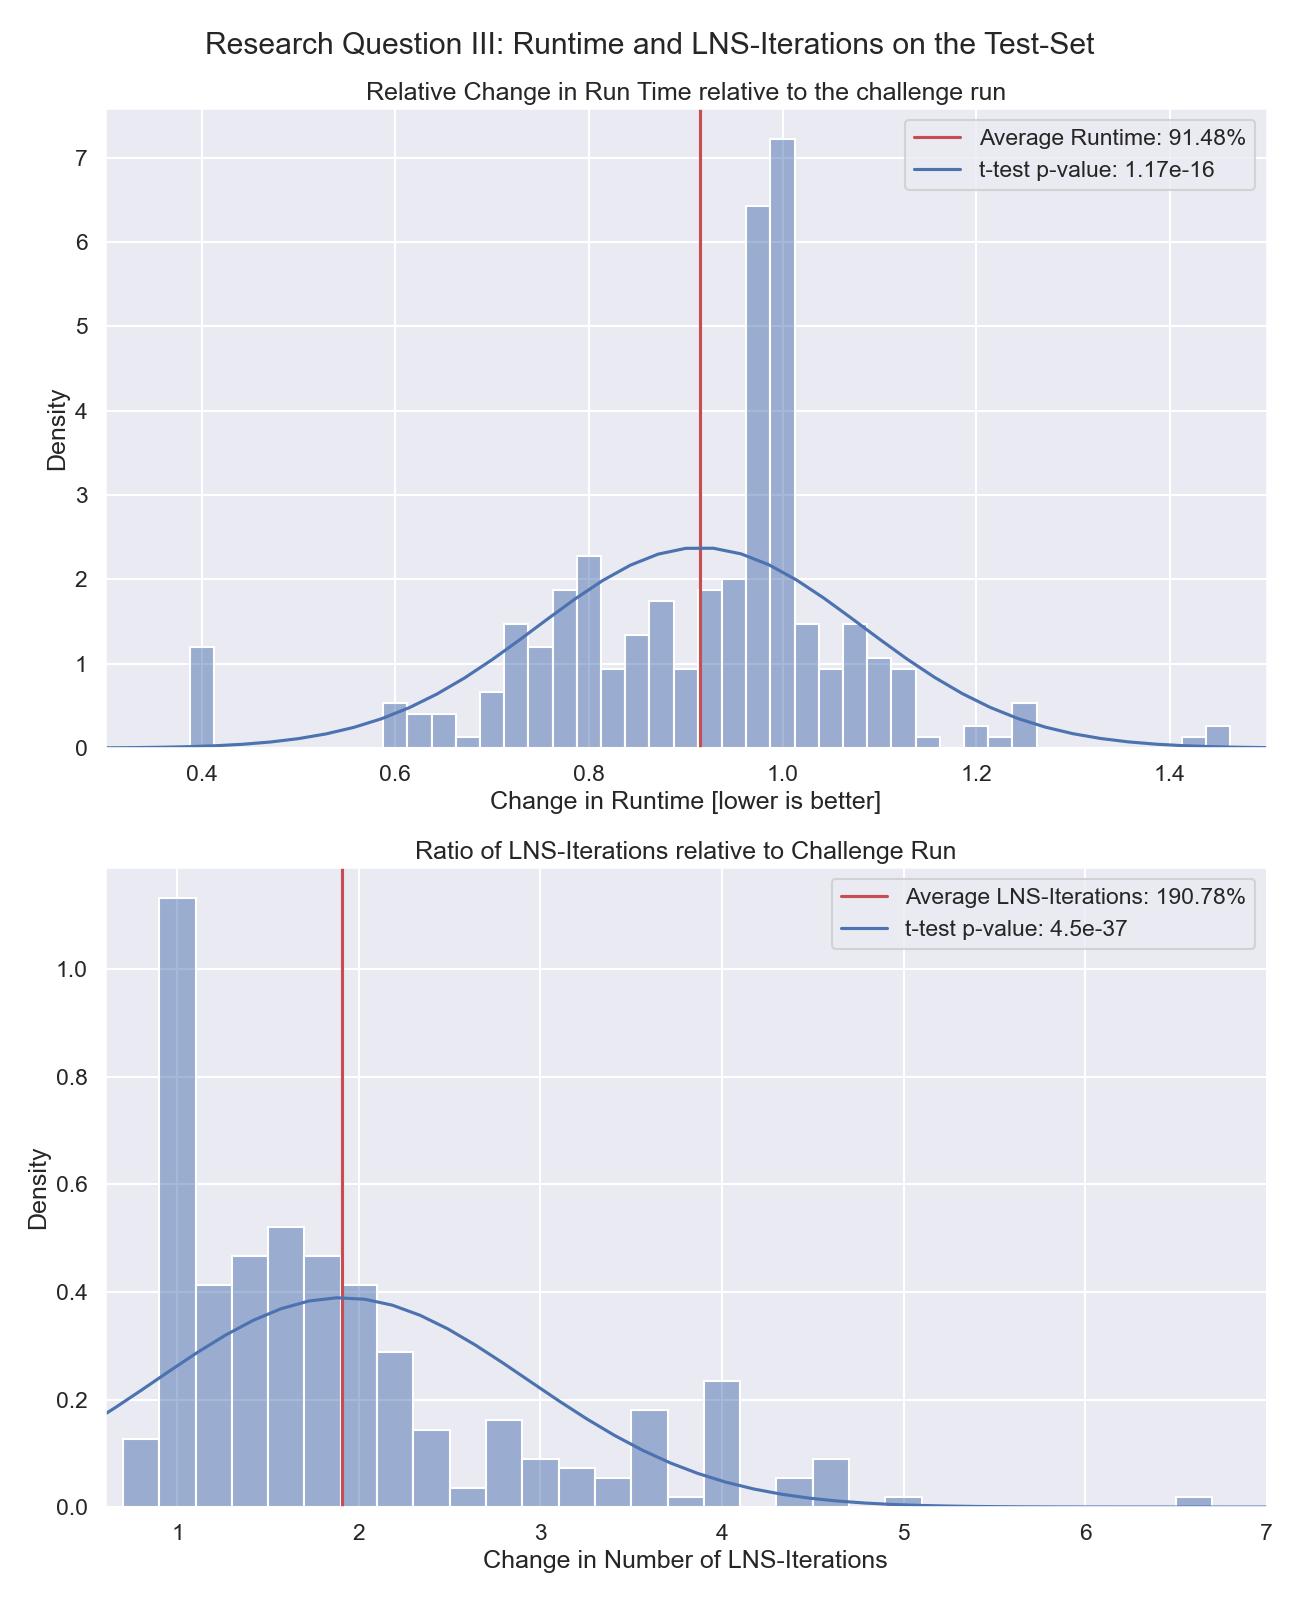 Research Question III: Runtime and LNS-Iterations on the Test-Set
Relative Change in Run Time relative to the challenge run
Average Runtime: 91.48%
t-test p-value: 1.17e-16
Density
7
6
5
4
3
2
1
0
0.4 0.6 0.8 1.0 1.2 1.4
Change in Runtime [lower is better]
Ratio of LNS-Iterations relative to Challenge Run
Average LNS-Iterations: 190.78%
t-test p-value: 4.5e-37
Density
1.0
0.8
0.6
0.4
0.2
0.0
1 2 3 4 5 6 7
Change in Number of LNS-Iterations